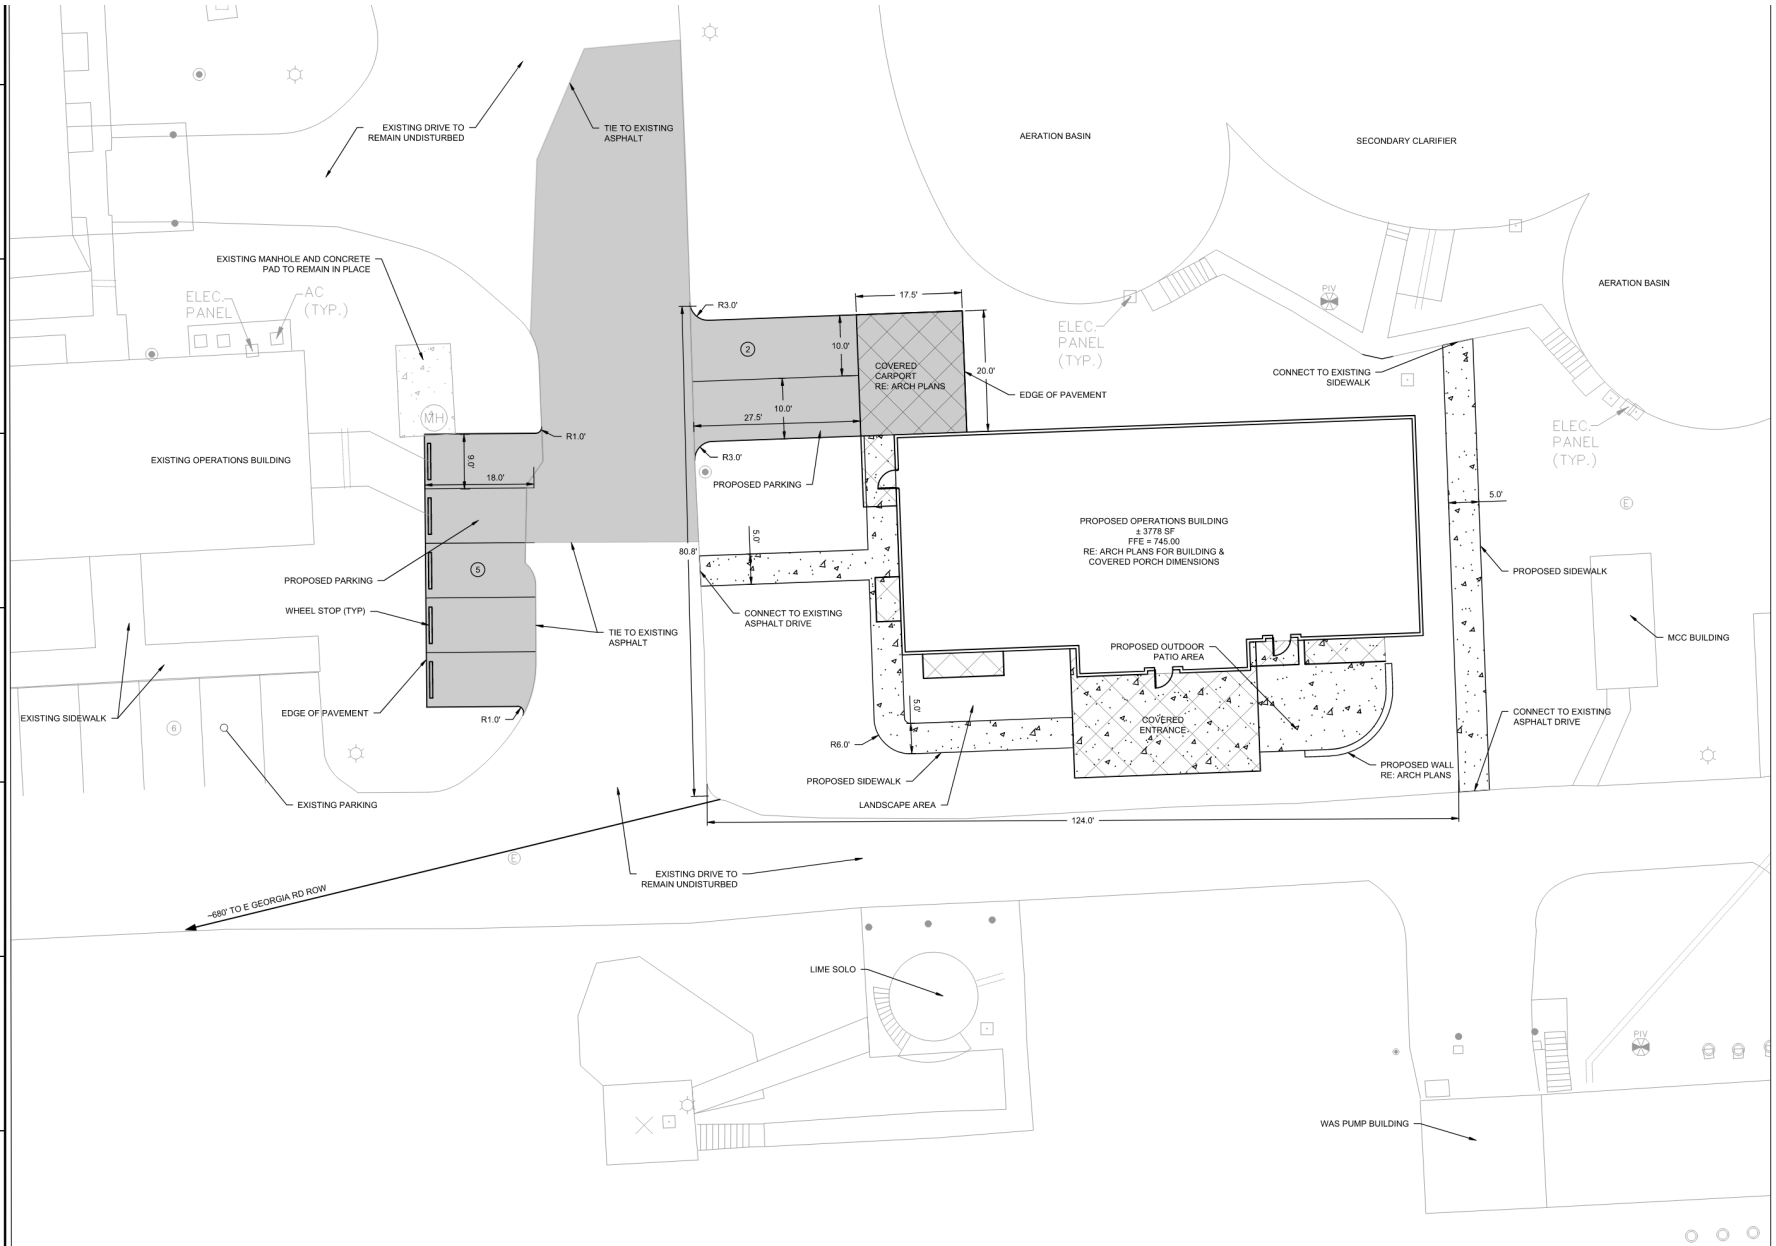 EXISTING DRIVE TO
REMAIN UNDISTURBED
TIE TO EXISTING
ASPHALT
AERATION BASIN
SECONDARY CLARIFIER
EXISTING MANHOLE AND CONCRETE
PAD TO REMAIN IN PLACE
ELEC.
PANEL
AC
(TYP.)
MH
R3.0'
17.5'
2
10.0'
COVERED
CARPORT
RE: ARCH PLANS
20.0'
EDGE OF PAVEMENT
10.0'
27.5'
R3.0'
PROPOSED PARKING
ELEC.
PANEL
(TYP.)
PIV
AERATION BASIN
CONNECT TO EXISTING
SIDEWALK
ELEC.
PANEL
(TYP.)
E
EXISTING OPERATIONS BUILDING
R1.0'
9.0'
18.0'
5
PROPOSED PARKING
WHEEL STOP (TYP)
TIE TO EXISTING
ASPHALT
EDGE OF PAVEMENT
R1.0'
EXISTING SIDEWALK
6
EXISTING PARKING
80.8'
5.0'
CONNECT TO EXISTING
ASPHALT DRIVE
PROPOSED OPERATIONS BUILDING
± 3778 SF
FFE = 745.00
RE: ARCH PLANS FOR BUILDING &
COVERED PORCH DIMENSIONS
5.0'
PROPOSED SIDEWALK
MCC BUILDING
PROPOSED OUTDOOR
PATIO AREA
5.0'
COVERED
ENTRANCE
R6.0'
PROPOSED SIDEWALK
LANDSCAPE AREA
PROPOSED WALL
RE: ARCH PLANS
CONNECT TO EXISTING
ASPHALT DRIVE
124.0'
E
EXISTING DRIVE TO
REMAIN UNDISTURBED
~680' TO E GEORGIA RD ROW
LIME SOLO
PIV
WAS PUMP BUILDING